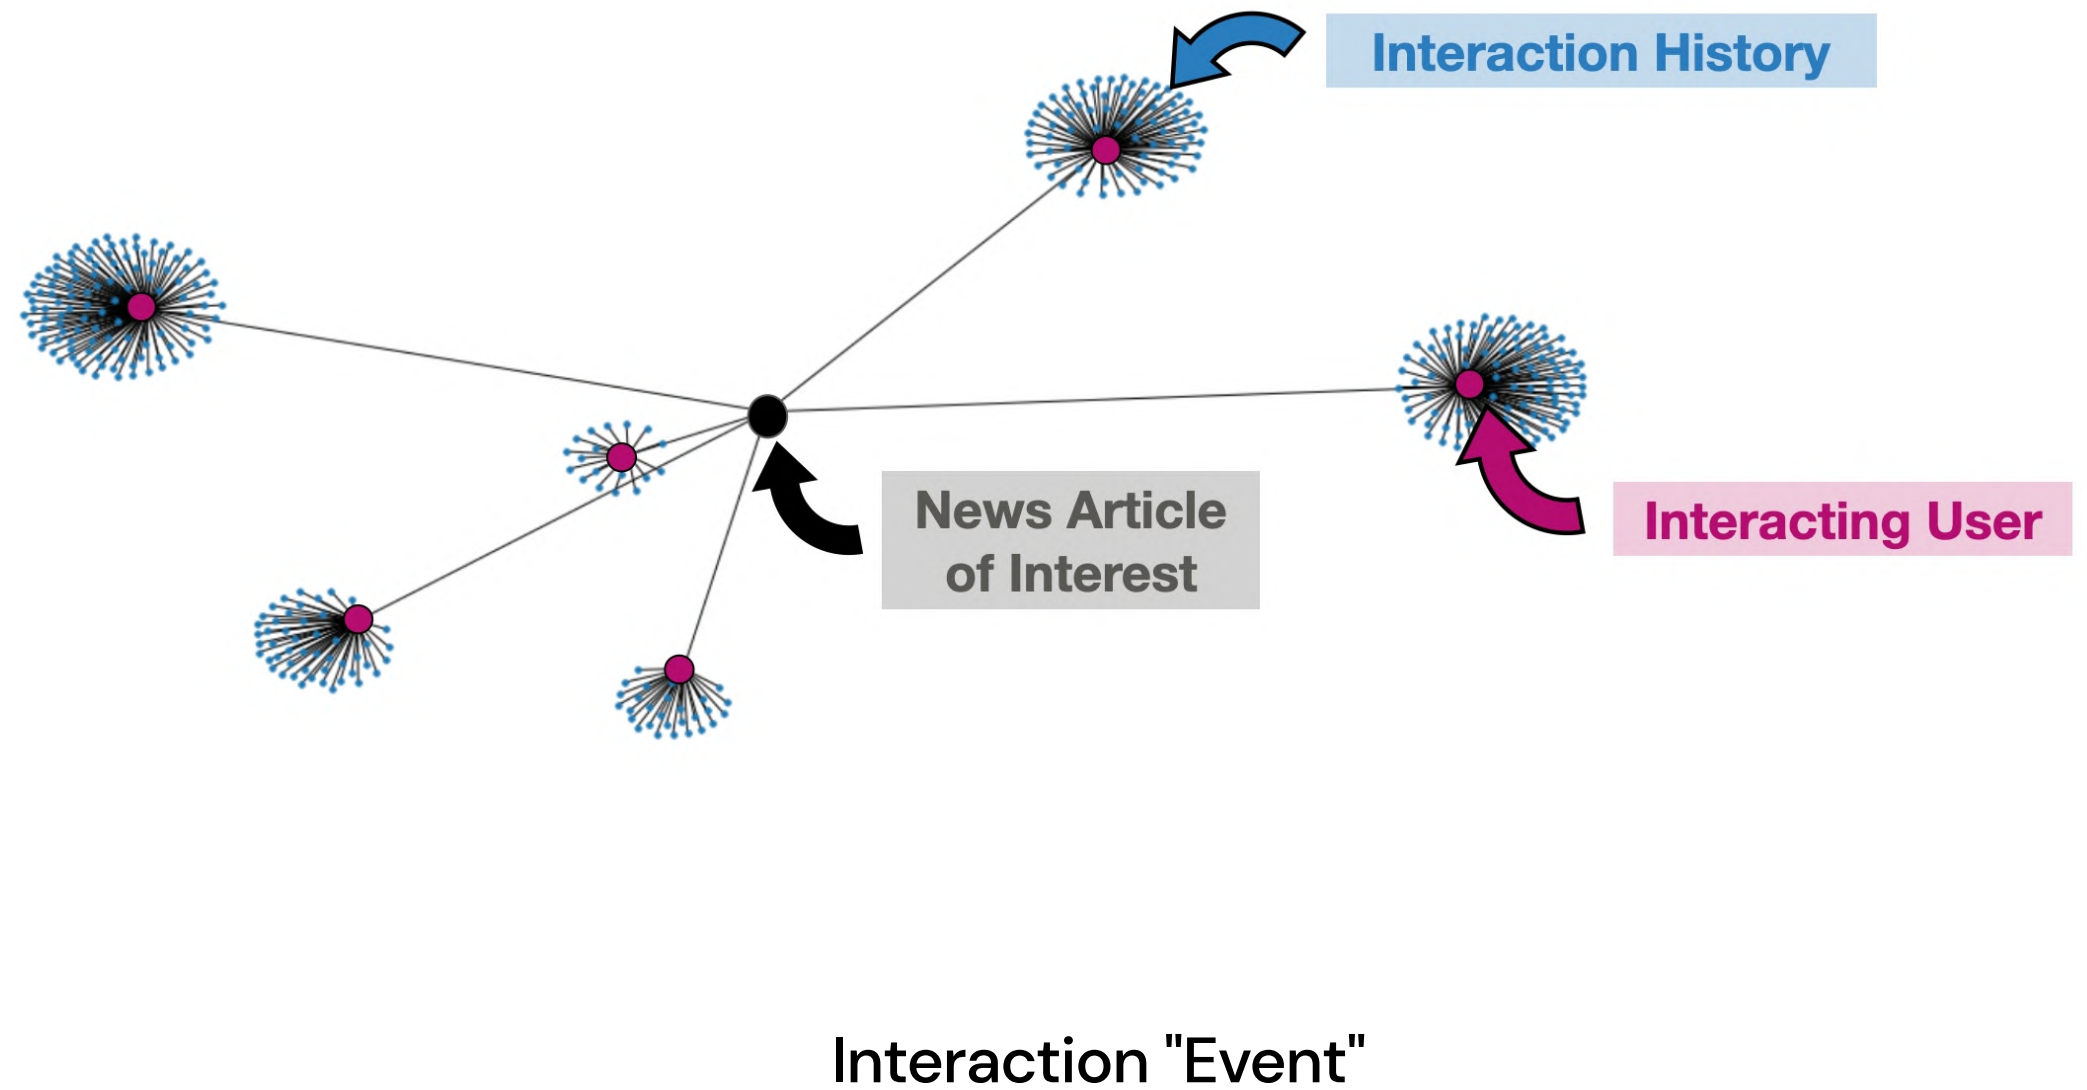 Interaction History
News Article
of Interest
Interacting User
Interaction "Event"